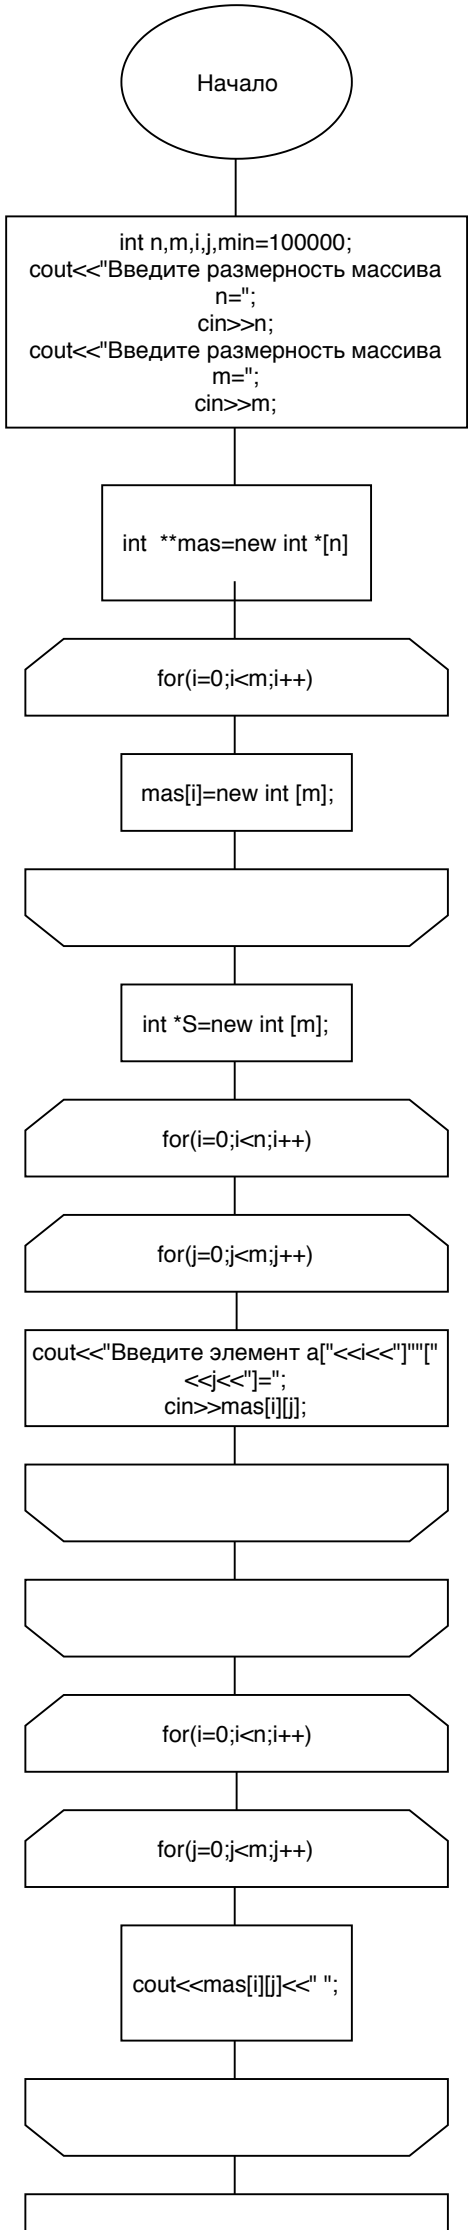 Начало
int n,m,i,j,min=100000;
cout<<"Введите размерность массива
n=";
cin>>n;
cout<<"Введите размерность массива
m=";
cin>>m;
int  **mas=new int *[n]
for(i=0;i<m;i++)
mas[i]=new int [m];
int *S=new int [m];
for(i=0;i<n;i++)
for(j=0;j<m;j++)
cout<<"Введите элемент a["<<i<<"]""["
<<j<<"]=";
cin>>mas[i][j];
for(i=0;i<n;i++)
for(j=0;j<m;j++)
cout<<mas[i][j]<<" ";